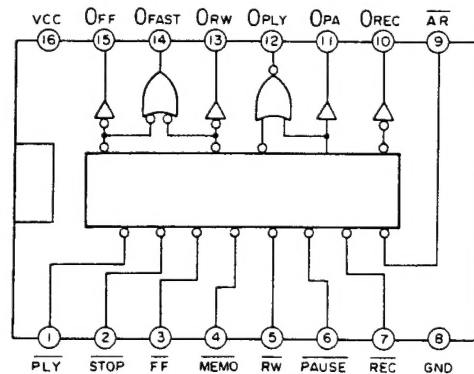 VCC OFF OFAST ORW OPLY OPA OREC AR
16 15 14 13 12 11 10 9
1 2 3 4 5 6 7 8
PLY STOP FF MEMO RW PAUSE REC GND